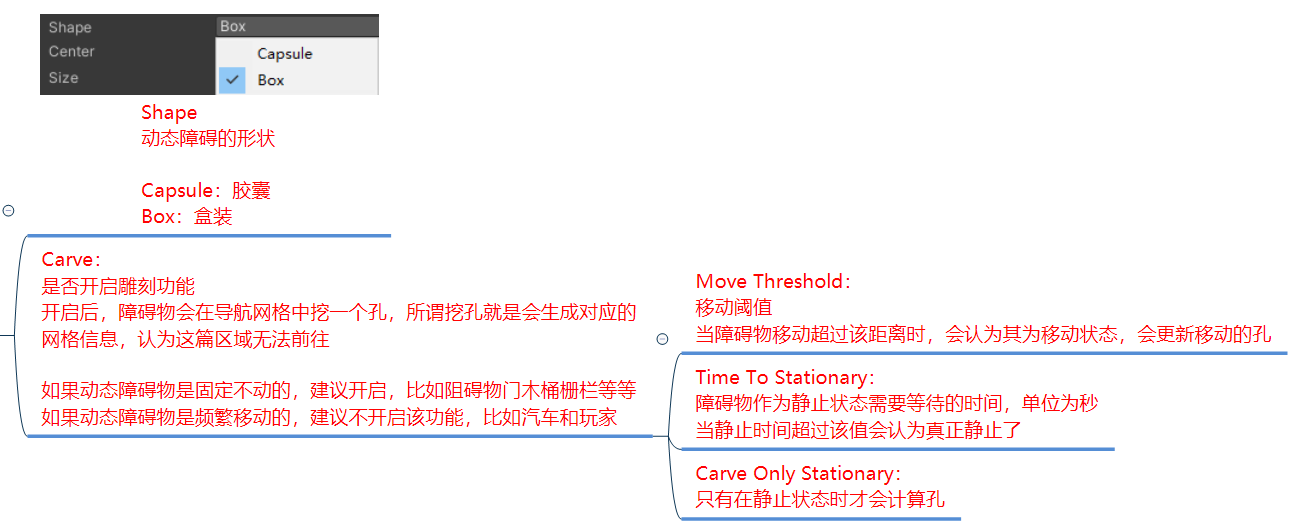 Shape
Box
Center
Capsule
Size
Box
Shape
动态障碍的形状
Capsule：胶囊
Box：盒装
Carve：
是否开启雕刻功能
开启后，障碍物会在导航网格中挖一个孔，所谓挖孔就是会生成对应的
网格信息，认为这篇区域无法前往
如果动态障碍物是固定不动的，建议开启，比如阻碍物门木桶栅栏等等
如果动态障碍物是频繁移动的，建议不开启该功能，比如汽车和玩家
Move Threshold：
移动阈值
当障碍物移动超过该距离时，会认为其为移动状态，会更新移动的孔
Time To Stationary：
障碍物作为静止状态需要等待的时间，单位为秒
当静止时间超过该值会认为真正静止了
Carve Only Stationary：
只有在静止状态时才会计算孔